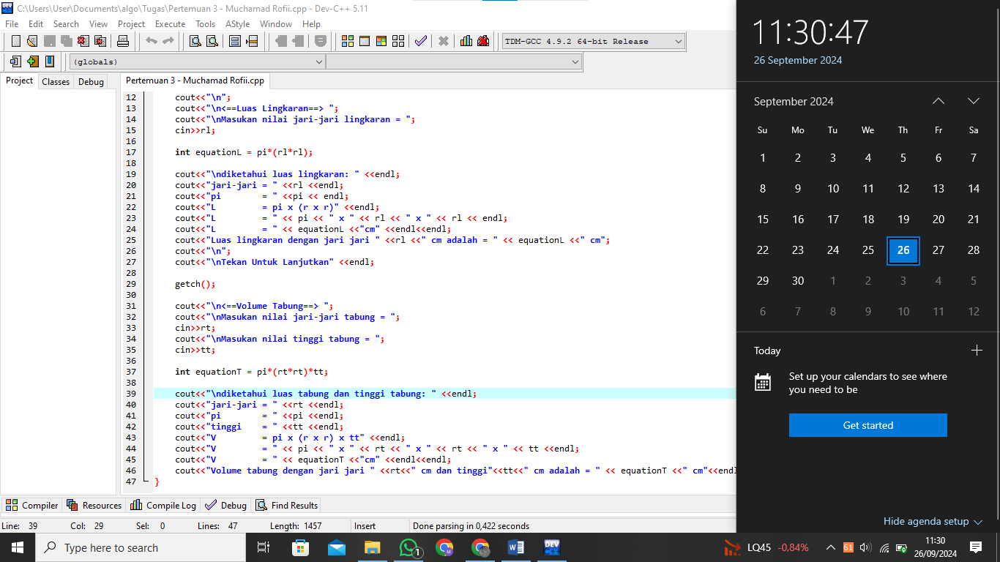 C:\Users\User\Documents\algo\Tugas\Pertemuan 3 - Muchamad Rofii.cpp - Dev-C++ 5.11
File Edit Search View Project Execute Tools AStyle Window Help
TDM-GCC 4.9.2 64-bit Release
(globals)
Project Classes Debug
Pertemuan 3 - Muchamad Rofii.cpp
12 cout<<"\n";
13 cout<<"\n<==Luas Lingkaran==> ";
14 cout<<"\nMasukan nilai jari-jari lingkaran = ";
15 cin>>rl;
16
17 int equationL = pi*(rl*rl);
18
19 cout<<"\ndiketahui luas lingkaran: " <<endl;
20 cout<<"jari-jari = " <<rl <<endl;
21 cout<<"pi        = " <<pi << endl;
22 cout<<"L         = pi x (r x r)" <<endl;
23 cout<<"L         = " << pi << " x " << rl << " x " << rl << endl;
24 cout<<"L         = " << equationL <<"cm" <<endl<<endl;
25 cout<<"Luas lingkaran dengan jari jari " <<rl <<" cm adalah = " << equationL <<" cm";
26 cout<<"\n";
27 cout<<"\nTekan Untuk Lanjutkan" <<endl;
28
29 getch();
30
31 cout<<"\n<==Volume Tabung==> ";
32 cout<<"\nMasukan nilai jari-jari tabung = ";
33 cin>>rt;
34 cout<<"\nMasukan nilai tinggi tabung = ";
35 cin>>tt;
36
37 int equationT = pi*(rt*rt)*tt;
38
39 cout<<"\ndiketahui luas tabung dan tinggi tabung: " <<endl;
40 cout<<"jari-jari = " <<rt <<endl;
41 cout<<"pi        = " <<pi <<endl;
42 cout<<"tinggi    = " <<tt <<endl;
43 cout<<"V         = pi x (r x r) x tt" <<endl;
44 cout<<"V         = " << pi << " x " << rt << " x " << rt << " x " << tt <<endl;
45 cout<<"V         = " << equationT <<"cm" <<endl<<endl;
46 cout<<"Volume tabung dengan jari jari " <<rt<<" cm dan tinggi"<<tt<<" cm adalah = " << equationT <<" cm"<<endl
47 }
Compiler Resources Compile Log Debug Find Results
Line: 39 Col: 29 Sel: 0 Lines: 47 Length: 1457 Insert Done parsing in 0,422 seconds
11:30:47
26 September 2024
September 2024
Su Mo Tu We Th Fr Sa
1 2 3 4 5 6 7
8 9 10 11 12 13 14
15 16 17 18 19 20 21
22 23 24 25 26 27 28
29 30 1 2 3 4 5
6 7 8 9 10 11 12
Today
Set up your calendars to see where
you need to be
Get started
Hide agenda setup
Type here to search
1
M
DEV
LQ45 -0,84%
61
11:30
26/09/2024